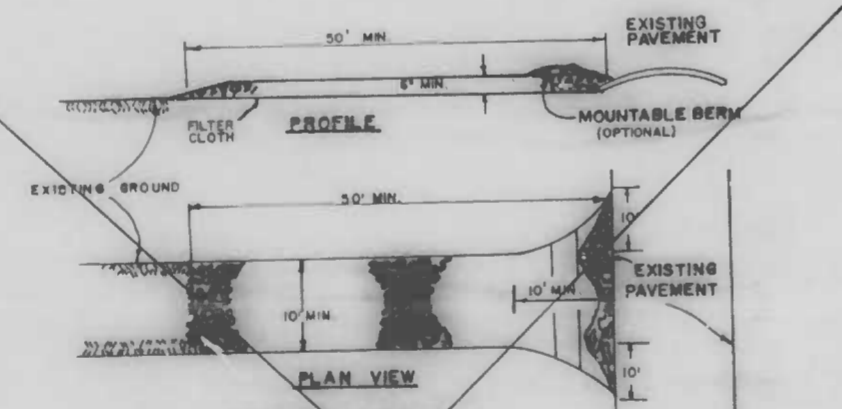 50' MIN.
EXISTING
PAVEMENT
6" MIN.
FILTER
CLOTH
PROFILE
MOUNTABLE BERM
(OPTIONAL)
EXISTING GROUND
50' MIN.
10'
EXISTING
PAVEMENT
10' MIN.
10' MIN.
10'
PLAN VIEW